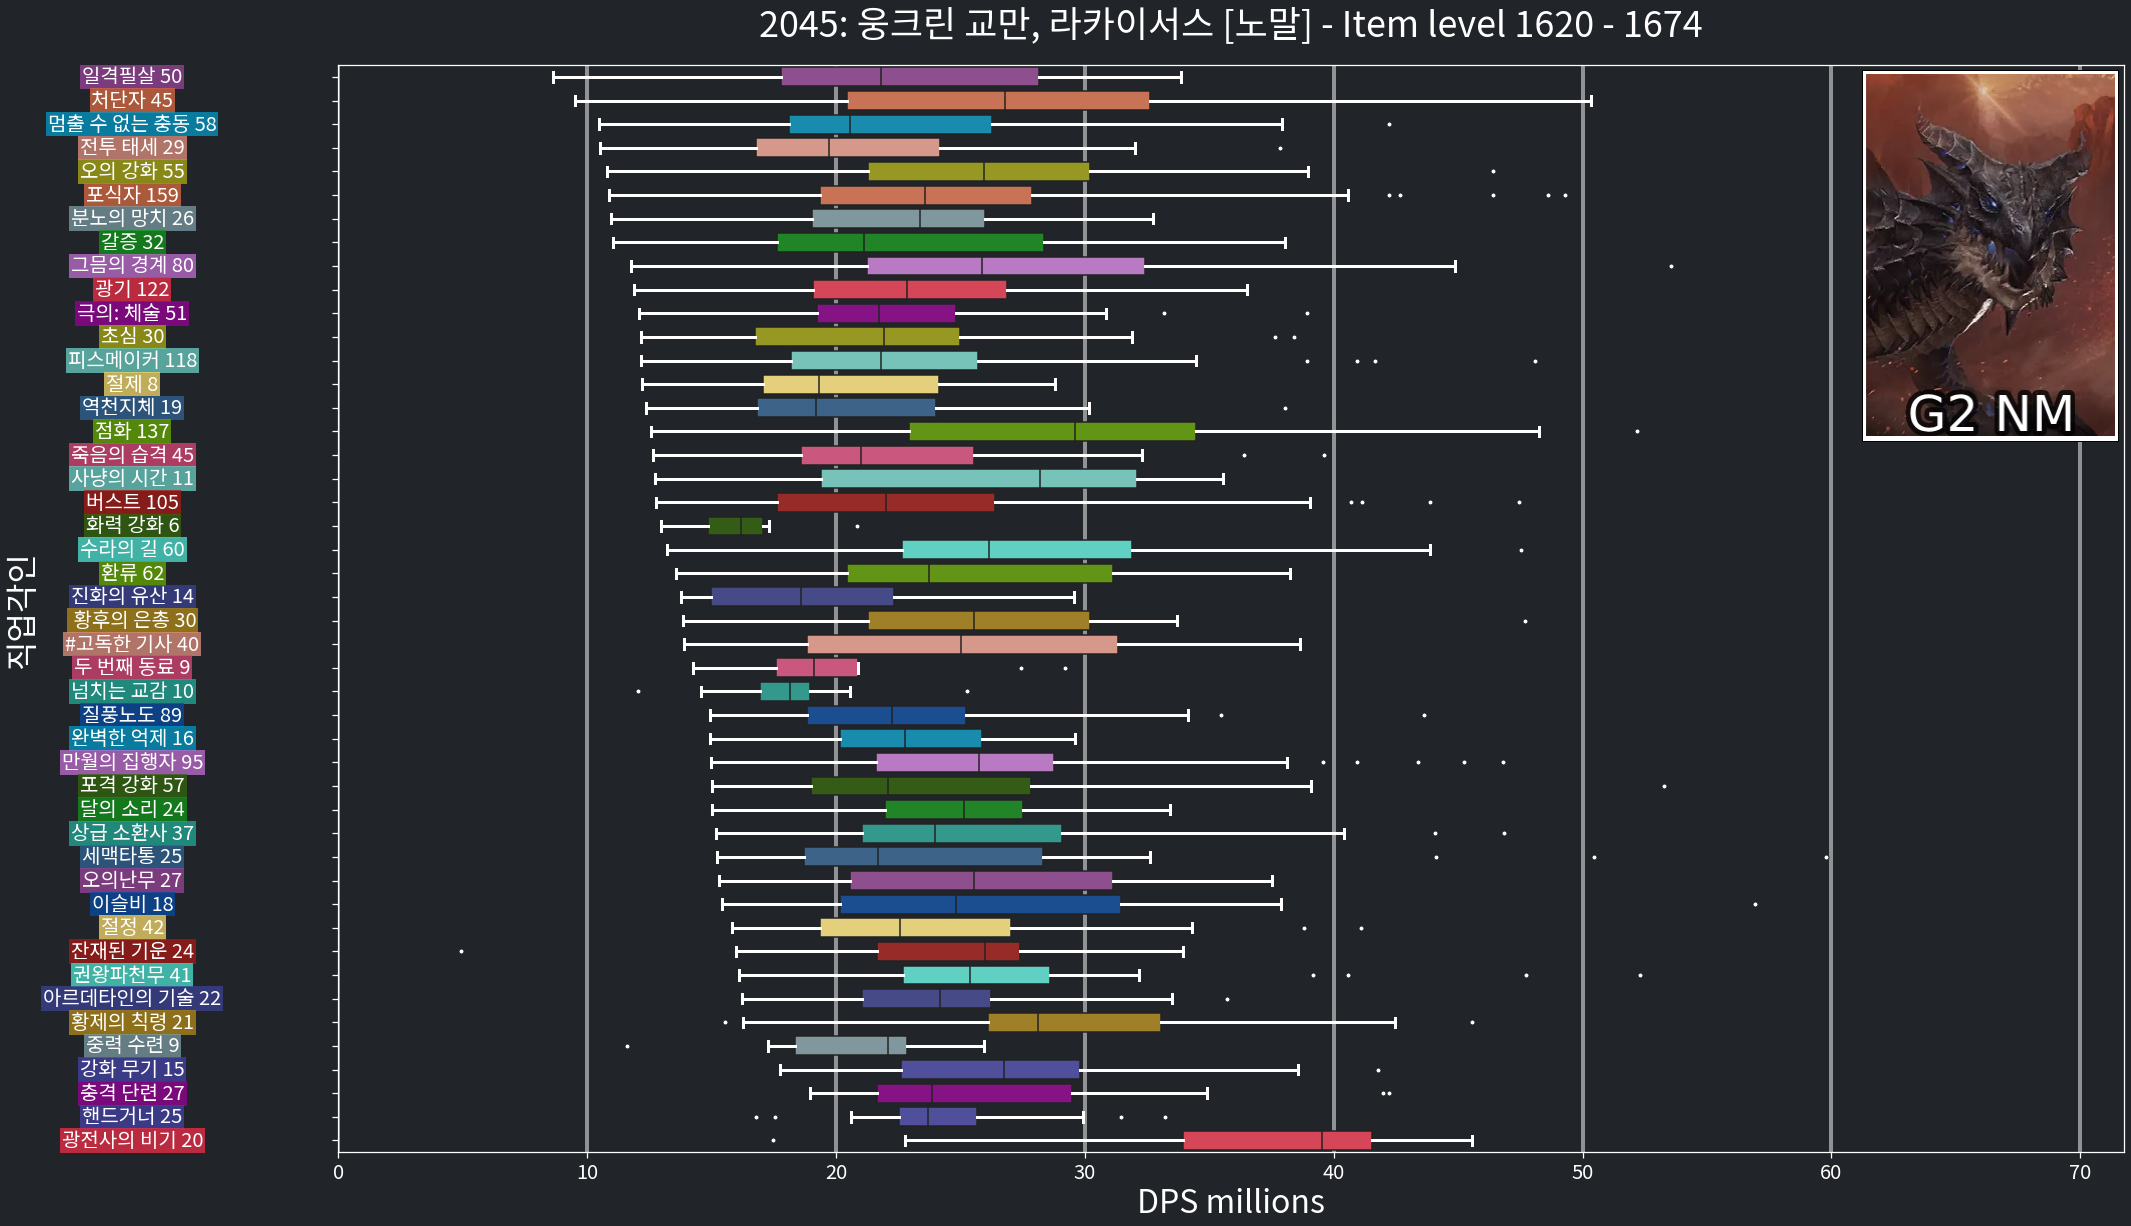 2045: 웅크린 교만, 라카이서스 [노말] - Item level 1620 - 1674
일격필살 50
처단자 45
멈출 수 없는 충동 58
전투 태세 29
오의 강화 55
포식자 159
분노의 망치 26
갈증 32
그믐의 경계 80
광기 122
극의: 체술 51
초심 30
피스메이커 118
절제 8
역천지체 19
점화 137
죽음의 습격 45
사냥의 시간 11
버스트 105
화력 강화 6
수라의 길 60
환류 62
진화의 유산 14
황후의 은총 30
#고독한 기사 40
두 번째 동료 9
넘치는 교감 10
질풍노도 89
완벽한 억제 16
만월의 집행자 95
포격 강화 57
달의 소리 24
상급 소환사 37
세맥타통 25
오의난무 27
이슬비 18
절정 42
잔재된 기운 24
권왕파천무 41
아르데타인의 기술 22
황제의 칙령 21
중력 수련 9
강화 무기 15
충격 단련 27
핸드거너 25
광전사의 비기 20
직업각인
G2 NM
0 10 20 30 40 50 60 70
DPS millions